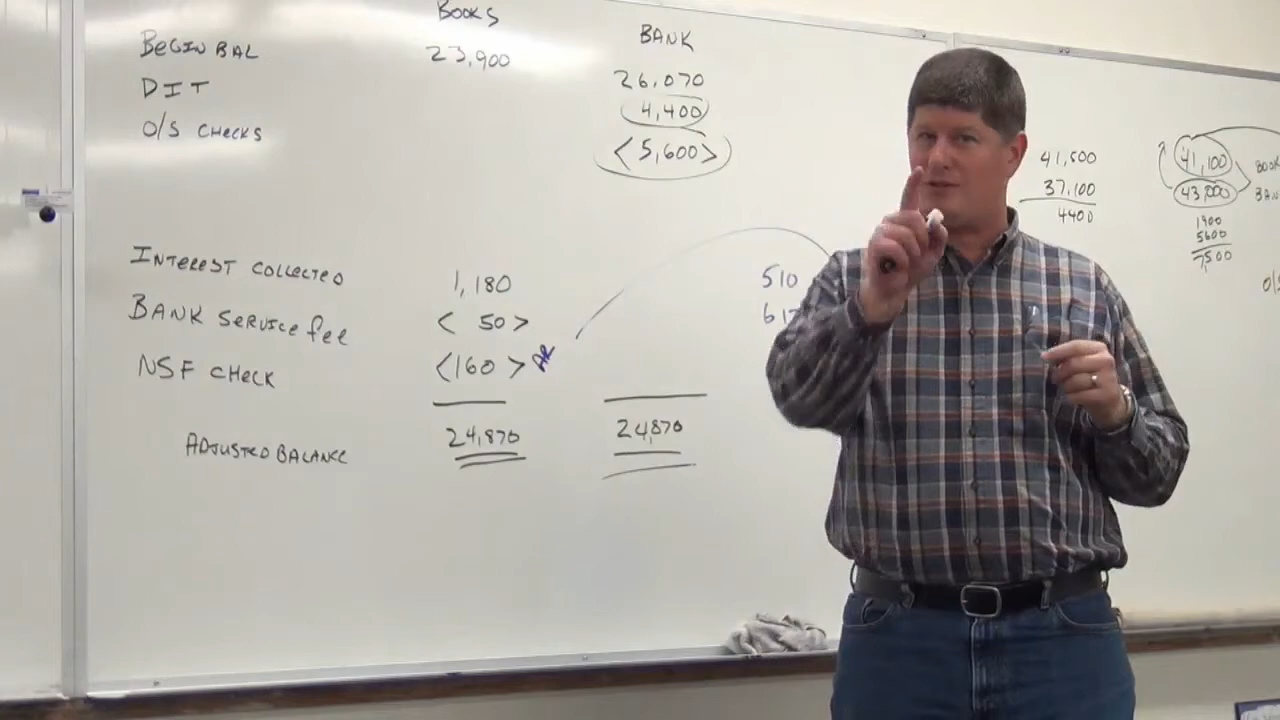 BOOKS BANK
BEGIN BAL 23,900 26,070
DIT 4,400
O/S CHECKS <5,600>
INTEREST COLLECTED 1,180
BANK SERVICE fee < 50>
NSF CHECK <160>
ADJUSTED BALANCE 24,870 24,870
510
41,500
37,100
4400
41,100
43,000
1900
5600
7,500